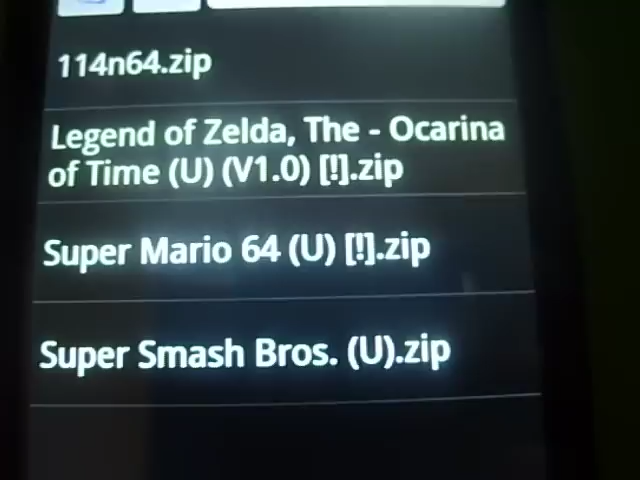 114n64.zip
Legend of Zelda, The - Ocarina
of Time (U) (V1.0) [!].zip
Super Mario 64 (U) [!].zip
Super Smash Bros. (U).zip